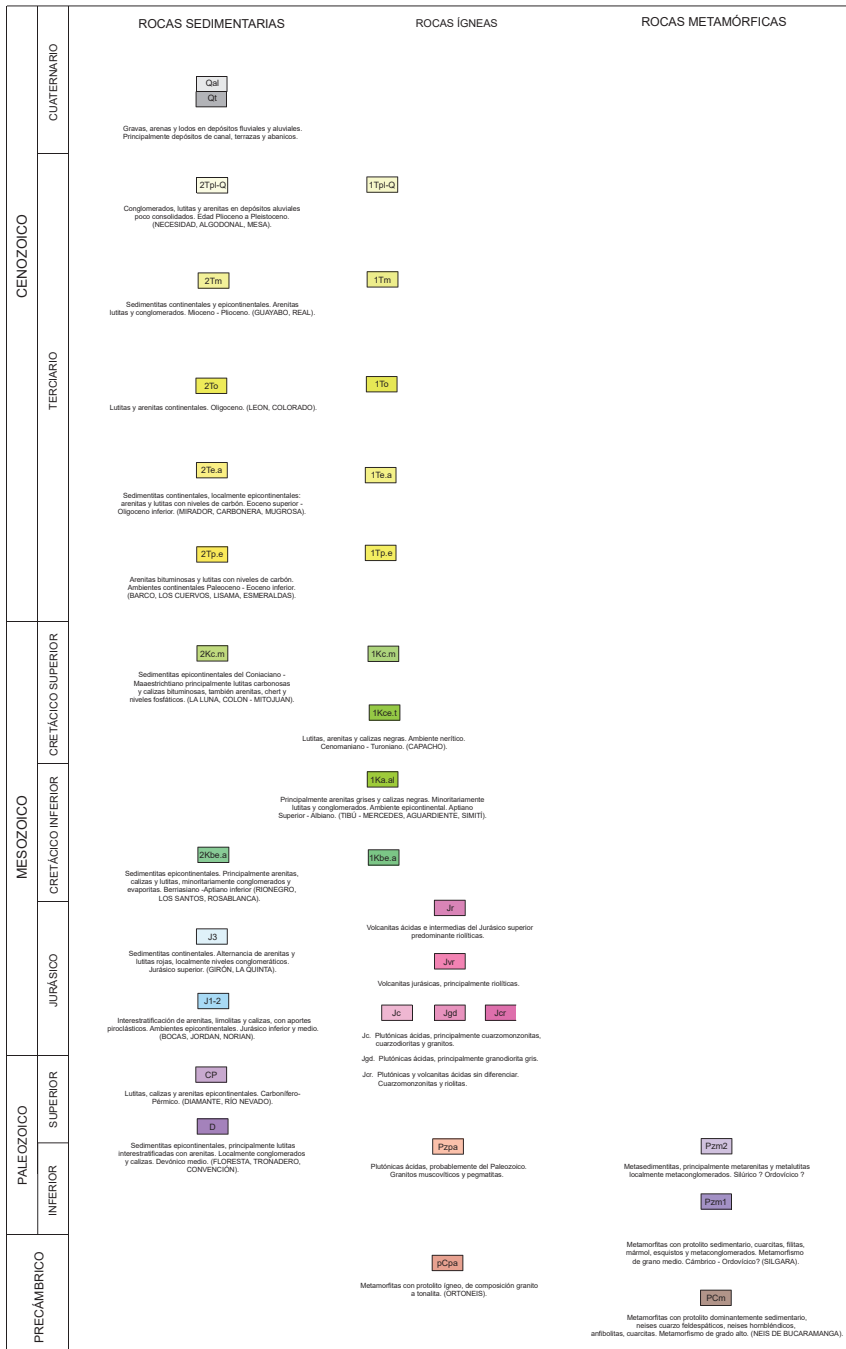 ROCAS SEDIMENTARIAS
ROCAS ÍGNEAS
ROCAS METAMÓRFICAS
CENOZOICO
CUATERNARIO
Qal
Qt
Gravas, arenas y lodos en depósitos fluviales y aluviales.
Principalmente depósitos de canal, terrazas y abanicos.
TERCIARIO
2Tpl-Q
1Tpl-Q
Conglomerados, lutitas y arenitas en depósitos aluviales
poco consolidados. Edad Plioceno a Pleistoceno.
(NECESIDAD, ALGODONAL, MESA).
2Tm
1Tm
Sedimentitas continentales y epicontinentales. Arenitas
lutitas y conglomerados. Mioceno - Plioceno. (GUAYABO, REAL).
2To
1To
Lutitas y arenitas continentales. Oligoceno. (LEON, COLORADO).
2Te.a
1Te.a
Sedimentitas continentales, localmente epicontinentales:
arenitas y lutitas con niveles de carbón. Eoceno superior -
Oligoceno inferior. (MIRADOR, CARBONERA, MUGROSA).
2Tp.e
1Tp.e
Arenitas bituminosas y lutitas con niveles de carbón.
Ambientes continentales Paleoceno - Eoceno inferior.
(BARCO, LOS CUERVOS, LISAMA, ESMERALDAS).
MESOZOICO
CRETÁCICO SUPERIOR
2Kc.m
1Kc.m
Sedimentitas epicontinentales del Coniaciano -
Maaestrichtiano principalmente lutitas carbonosas
y calizas bituminosas, también arenitas, chert y
niveles fosfáticos. (LA LUNA, COLON - MITOJUAN).
1Kce.t
Lutitas, arenitas y calizas negras. Ambiente nerítico.
Cenomaniano - Turoniano. (CAPACHO).
CRETÁCICO INFERIOR
1Ka.al
Principalmente arenitas grises y calizas negras. Minoritariamente
lutitas y conglomerados. Ambiente epicontinental. Aptiano
Superior - Albiano. (TIBÚ - MERCEDES, AGUARDIENTE, SIMITÍ).
2Kbe.a
1Kbe.a
Sedimentitas epicontinentales. Principalmente arenitas,
calizas y lutitas, minoritariamente conglomerados y
evaporitas. Berriasiano -Aptiano inferior (RIONEGRO,
LOS SANTOS, ROSABLANCA).
JURÁSICO
Jr
Volcanitas ácidas e intermedias del Jurásico superior
predominante riolíticas.
J3
Sedimentitas continentales. Alternancia de arenitas y
lutitas rojas, localmente niveles conglomeráticos.
Jurásico superior. (GIRÓN, LA QUINTA).
Jvr
Volcanitas jurásicas, principalmente riolíticas.
J1-2
Interestratificación de arenitas, limolitas y calizas, con aportes
piroclásticos. Ambientes epicontinentales. Jurásico inferior y medio.
(BOCAS, JORDAN, NORIAN).
Jc
Jgd
Jcr
Jc. Plutónicas ácidas, principalmente cuarzomonzonitas,
cuarzodioritas y granitos.
Jgd. Plutónicas ácidas, principalmente granodiorita gris.
Jcr. Plutónicas y volcanitas ácidas sin diferenciar.
Cuarzomonzonitas y riolitas.
PALEOZOICO
SUPERIOR
CP
Lutitas, calizas y arenitas epicontinentales. Carbonífero-
Pérmico. (DIAMANTE, RÍO NEVADO).
D
Sedimentitas epicontinentales, principalmente lutitas
interestratificadas con arenitas. Localmente conglomerados
y calizas. Devónico medio. (FLORESTA, TRONADERO,
CONVENCIÓN).
INFERIOR
Pzpa
Plutónicas ácidas, probablemente del Paleozoico.
Granitos muscovíticos y pegmatitas.
Pzm2
Metasedimentitas, principalmente metarenitas y metalutitas
localmente metaconglomerados. Silúrico ? Ordovícico ?
Pzm1
Metamorfitas con protolito sedimentario, cuarcitas, filitas,
mármol, esquistos y metaconglomerados. Metamorfismo
de grano medio. Cámbrico - Ordovícico? (SILGARA).
PRECÁMBRICO
pCpa
Metamorfitas con protolito ígneo, de composición granito
a tonalita. (ORTONEIS).
PCm
Metamorfitas con protolito dominantemente sedimentario,
neises cuarzo feldespáticos, neises hornbléndicos,
anfibolitas, cuarcitas. Metamorfismo de grado alto. (NEIS DE BUCARAMANGA).